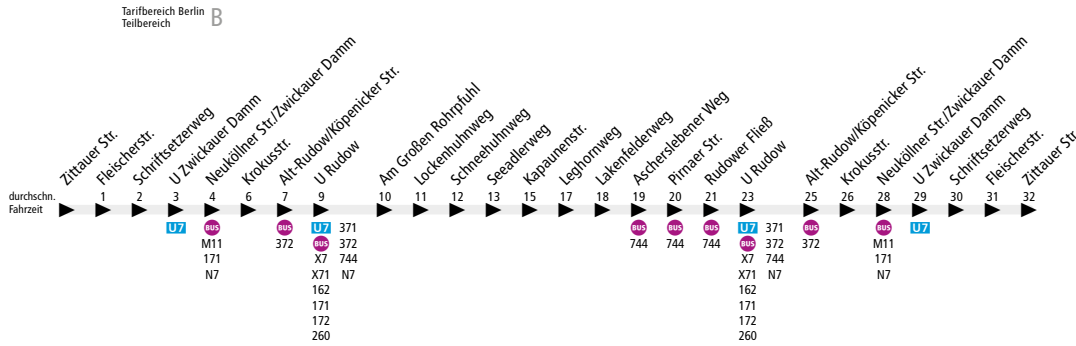 Tarifbereich Berlin
Teilbereich
B
Zittauer Str.
Fleischerstr.
Schriftsetzerweg
U Zwickauer Damm
Neuköllner Str./Zwickauer Damm
Krokusstr.
Alt-Rudow/Köpenicker Str.
U Rudow
Am Großen Rohrpfuhl
Lockenhuhnweg
Schneehuhnweg
Seeadlerweg
Kapaunenstr.
Leghornweg
Lakenfelderweg
Ascherslebener Weg
Pirnaer Str.
Rudower Fließ
U Rudow
Alt-Rudow/Köpenicker Str.
Krokusstr.
Neuköllner Str./Zwickauer Damm
U Zwickauer Damm
Schriftsetzerweg
Fleischerstr.
Zittauer Str.
durchschn. 1 2 3 4 6 7 9 10 11 12 13 15 17 18 19 20 21 23 25 26 28 29 30 31 32
Fahrzeit
U7 BUS BUS U7 371 BUS BUS BUS U7 371 BUS BUS U7
M11 372 BUS 372 744 744 744 BUS 372 372 M11
171 X7 744 X7 744 171
N7 X71 N7 X71 N7 N7
162 162
171 171
172 172
260 260